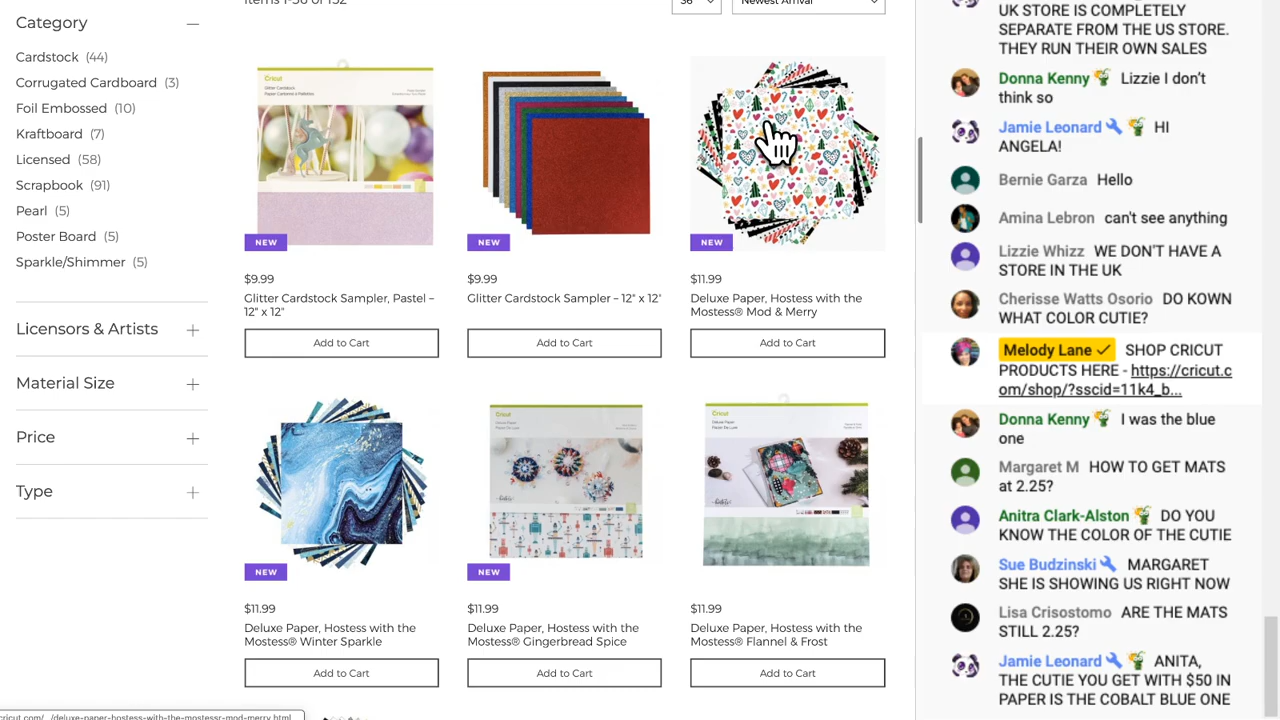 Category
Cardstock (44)
Corrugated Cardboard (3)
Foil Embossed (10)
Kraftboard (7)
Licensed (58)
Scrapbook (91)
Pearl (5)
Poster Board (5)
Sparkle/Shimmer (5)
Licensors & Artists
Material Size
Price
Type
36
Newest Arrival
Cricut
NEW
$9.99
Glitter Cardstock Sampler, Pastel –
12" x 12"
Add to Cart
NEW
$9.99
Glitter Cardstock Sampler – 12" x 12"
Add to Cart
NEW
$11.99
Deluxe Paper, Hostess with the
Mostess® Mod & Merry
Add to Cart
NEW
$11.99
Deluxe Paper, Hostess with the
Mostess® Winter Sparkle
Add to Cart
Cricut
NEW
$11.99
Deluxe Paper, Hostess with the
Mostess® Gingerbread Spice
Add to Cart
Cricut
$11.99
Deluxe Paper, Hostess with the
Mostess® Flannel & Frost
Add to Cart
UK STORE IS COMPLETELY
SEPARATE FROM THE US STORE.
THEY RUN THEIR OWN SALES
Donna Kenny Lizzie I don't
think so
Jamie Leonard HI
ANGELA!
Bernie Garza Hello
Amina Lebron can't see anything
Lizzie Whizz WE DON'T HAVE A
STORE IN THE UK
Cherisse Watts Osorio DO KOWN
WHAT COLOR CUTIE?
Melody Lane SHOP CRICUT
PRODUCTS HERE - https://cricut.c
om/shop/?sscid=11k4_b...
Donna Kenny I was the blue
one
Margaret M HOW TO GET MATS
at 2.25?
Anitra Clark-Alston DO YOU
KNOW THE COLOR OF THE CUTIE
Sue Budzinski MARGARET
SHE IS SHOWING US RIGHT NOW
Lisa Crisostomo ARE THE MATS
STILL 2.25?
Jamie Leonard ANITA,
THE CUTIE YOU GET WITH $50 IN
PAPER IS THE COBALT BLUE ONE